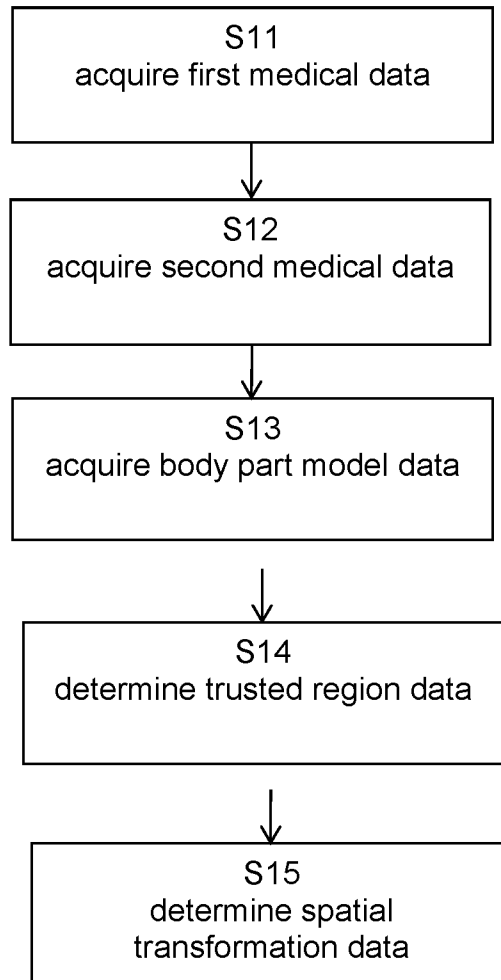 S11
acquire first medical data
S12
acquire second medical data
S13
acquire body part model data
S14
determine trusted region data
S15
determine spatial
transformation data